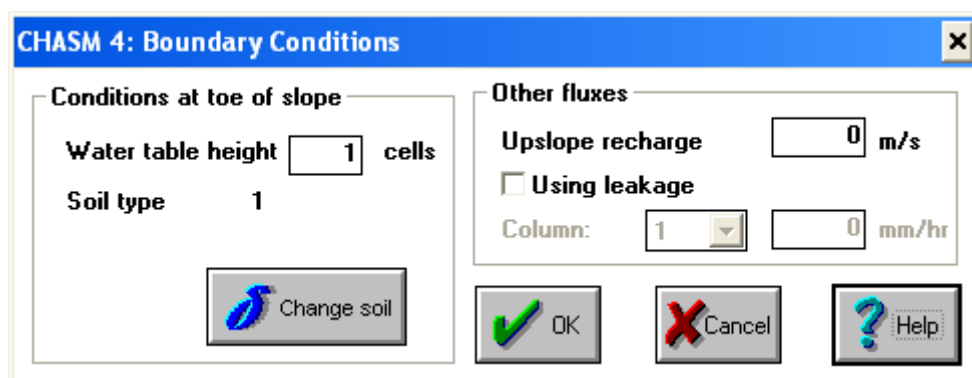 CHASM 4: Boundary Conditions
Conditions at toe of slope
Water table height 1 cells
Soil type 1
Change soil
Other fluxes
Upslope recharge 0 m/s
Using leakage
Column: 1 0 mm/hr
OK
Cancel
Help